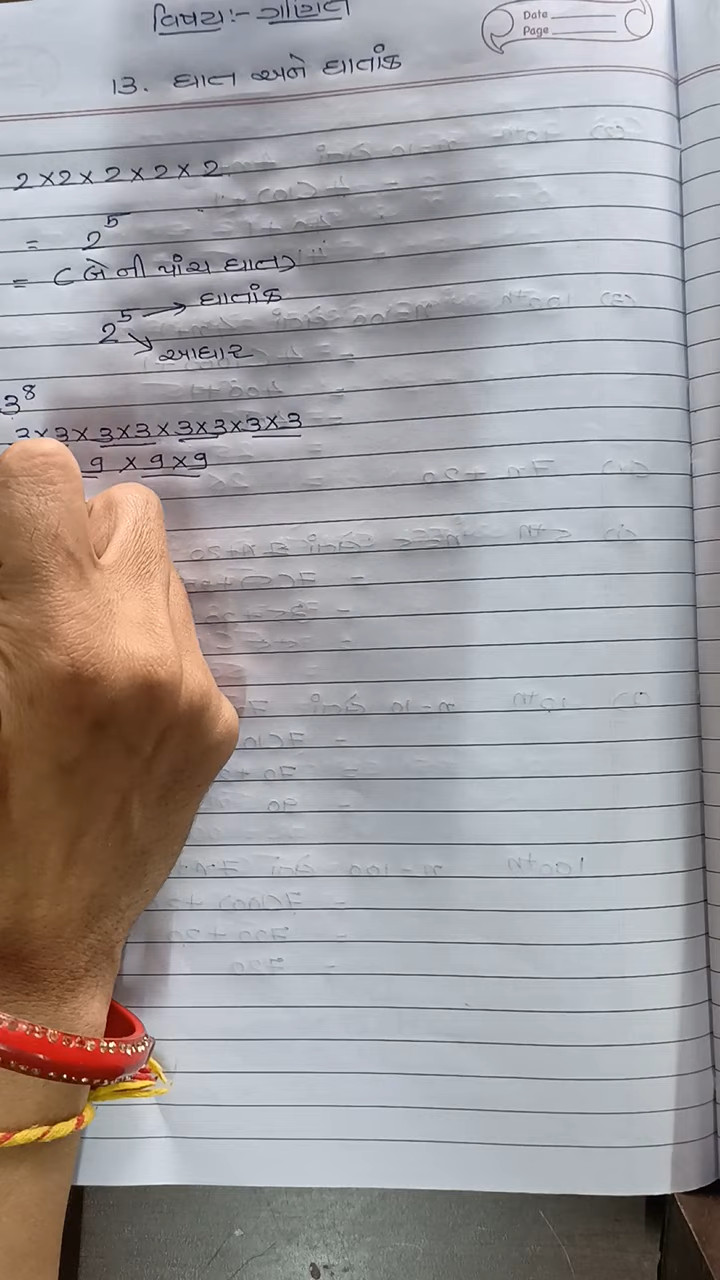 વિષય:- ગણિત
Date
Page
13. ઘાત અને ઘાતાંક
2 × 2 × 2 × 2 × 2
= 2⁵
= (બે ની પાંચ ઘાત)
2⁵ → ઘાતાંક
↘ આધાર
3⁸
3 × 3 × 3 × 3 × 3 × 3 × 3 × 3
9 × 9 × 9